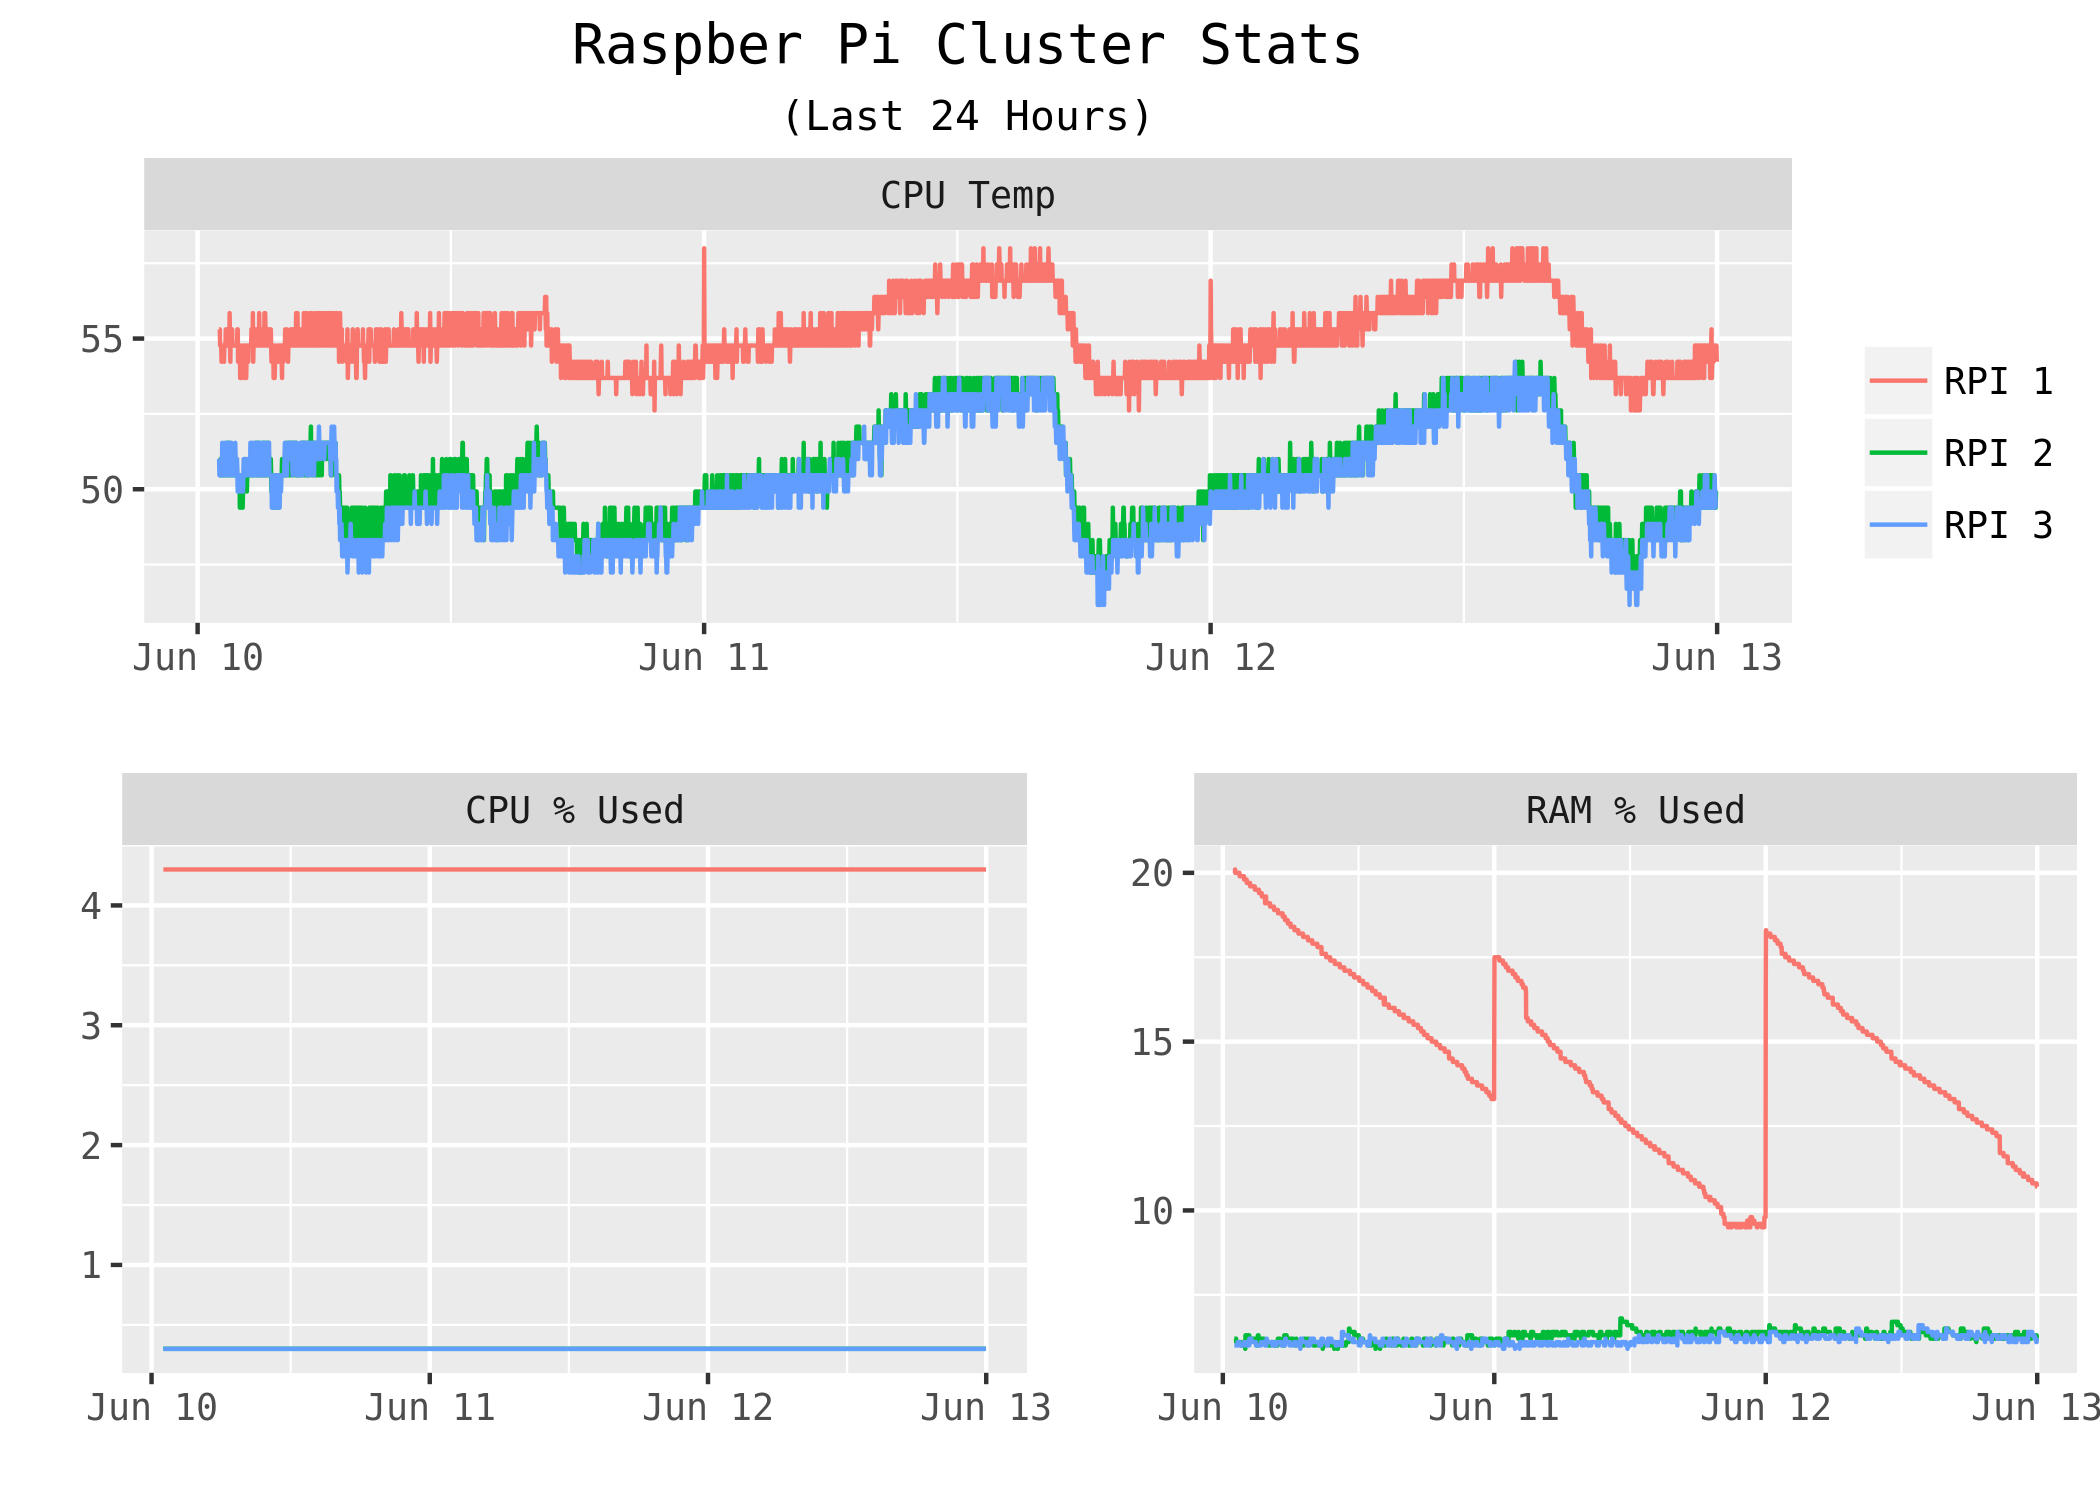 Raspber Pi Cluster Stats
(Last 24 Hours)
CPU Temp
55
50
Jun 10 Jun 11 Jun 12 Jun 13
RPI 1
RPI 2
RPI 3
CPU % Used
4
3
2
1
Jun 10 Jun 11 Jun 12 Jun 13
RAM % Used
20
15
10
Jun 10 Jun 11 Jun 12 Jun 13